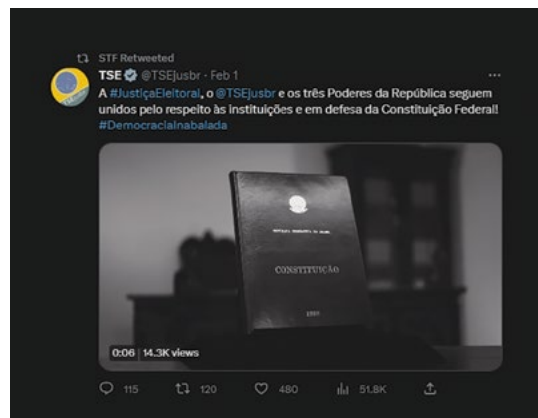 STF Retweeted
TSE @TSEjusbr · Feb 1
A #JustiçaEleitoral, o @TSEjusbr e os três Poderes da República seguem
unidos pelo respeito às instituições e em defesa da Constituição Federal!
#DemocraciaInabalada
CONSTITUIÇÃO
0:06 14.3K views
115 120 480 51.8K